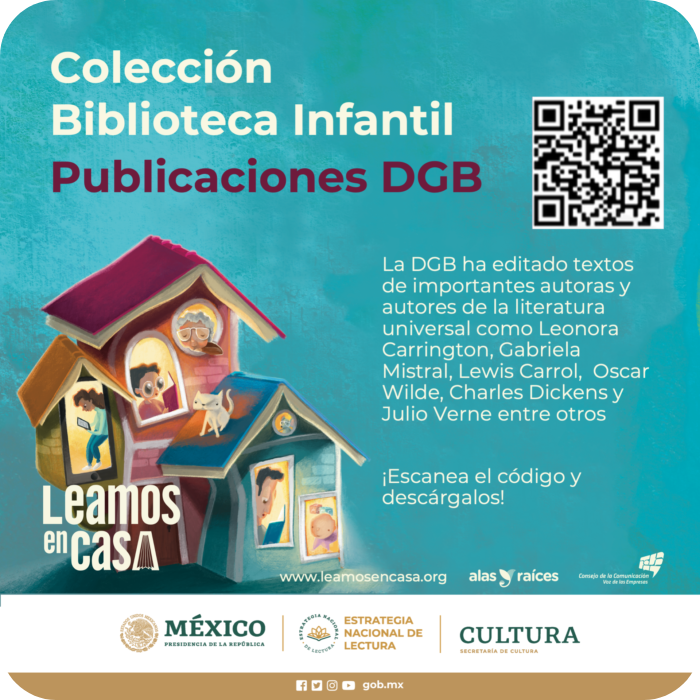 Colección
Biblioteca Infantil
Publicaciones DGB
La DGB ha editado textos
de importantes autoras y
autores de la literatura
universal como Leonora
Carrington, Gabriela
Mistral, Lewis Carrol, Oscar
Wilde, Charles Dickens y
Julio Verne entre otros
¡Escanea el código y
descárgalos!
Leamos
en casa
www.leamosencasa.org
alas y raíces
Consejo de la Comunicación
Voz de las Empresas
MÉXICO
PRESIDENCIA DE LA REPÚBLICA
ESTRATEGIA NACIONAL
DE LECTURA
ESTRATEGIA
NACIONAL DE
LECTURA
CULTURA
SECRETARÍA DE CULTURA
gob.mx